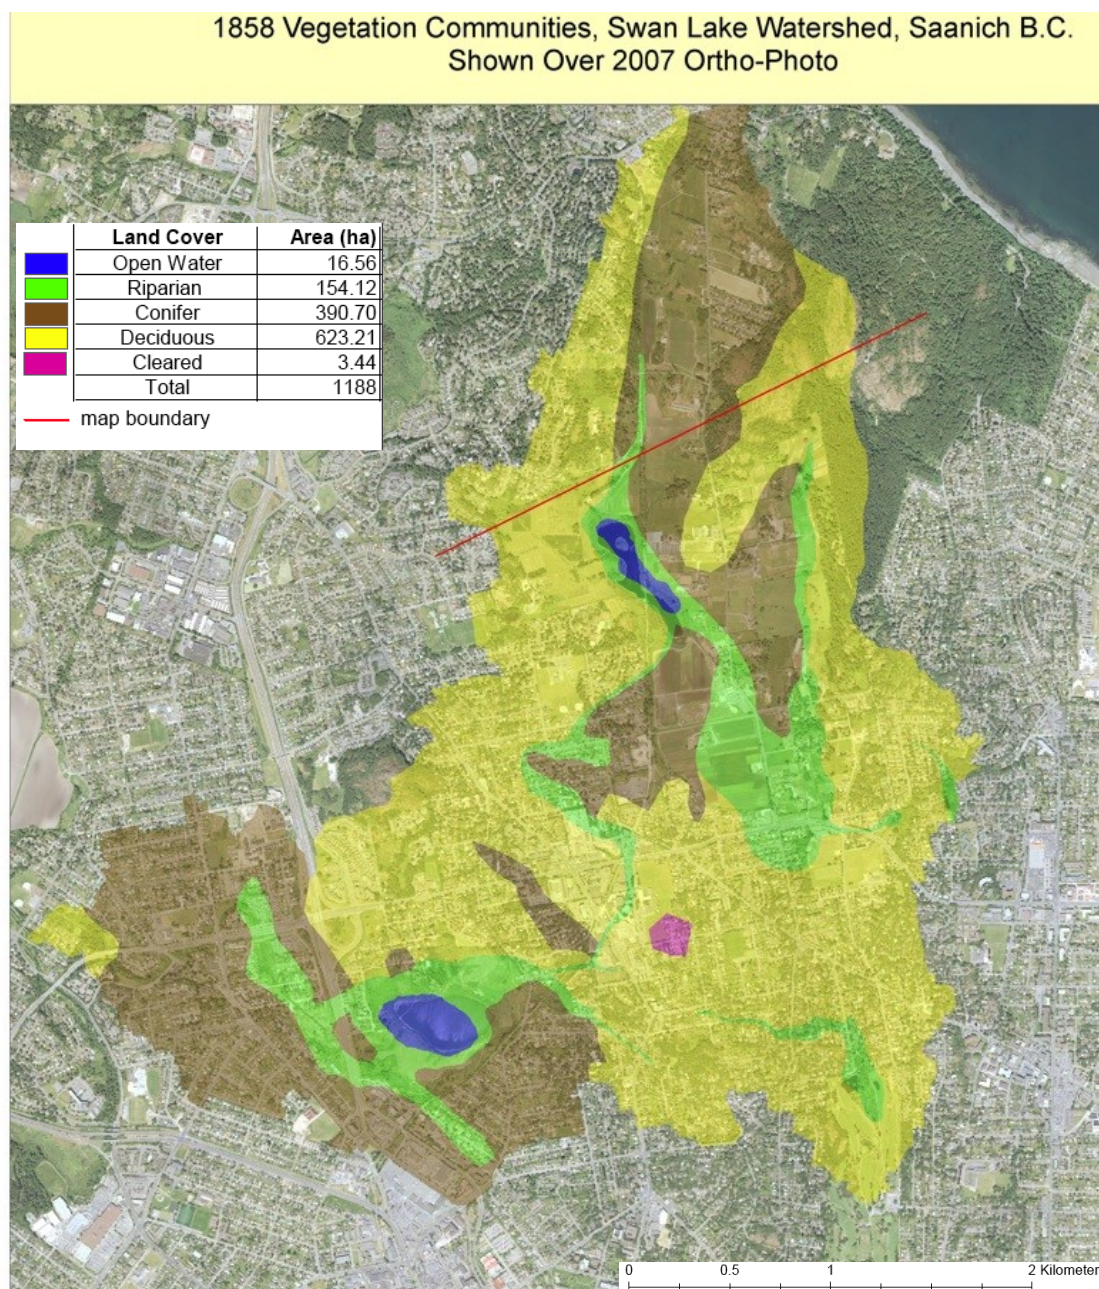 1858 Vegetation Communities, Swan Lake Watershed, Saanich B.C.
Shown Over 2007 Ortho-Photo
Land Cover Area (ha)
Open Water 16.56
Riparian 154.12
Conifer 390.70
Deciduous 623.21
Cleared 3.44
Total 1188
map boundary
0 0.5 1 2 Kilometer